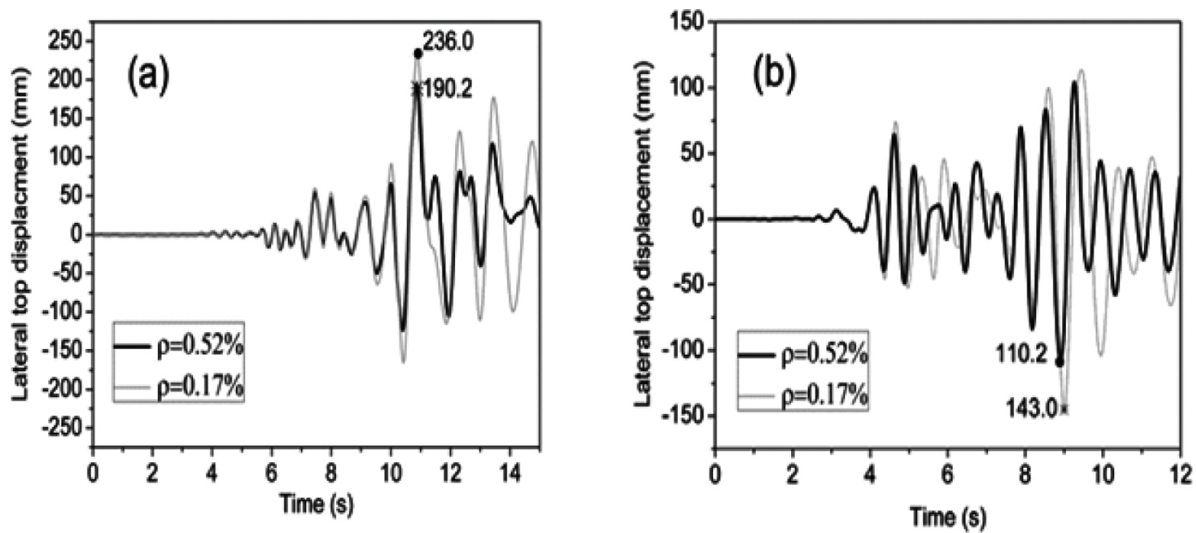 (a)
236.0
190.2
250
200
150
100
50
0
-50
-100
-150
-200
-250
Lateral top displacment (mm)
ρ=0.52%
ρ=0.17%
0 2 4 6 8 10 12 14
Time (s)
(b)
150
100
50
0
-50
-100
-150
Lateral top displacement (mm)
110.2
143.0
ρ=0.52%
ρ=0.17%
0 2 4 6 8 10 12
Time (s)